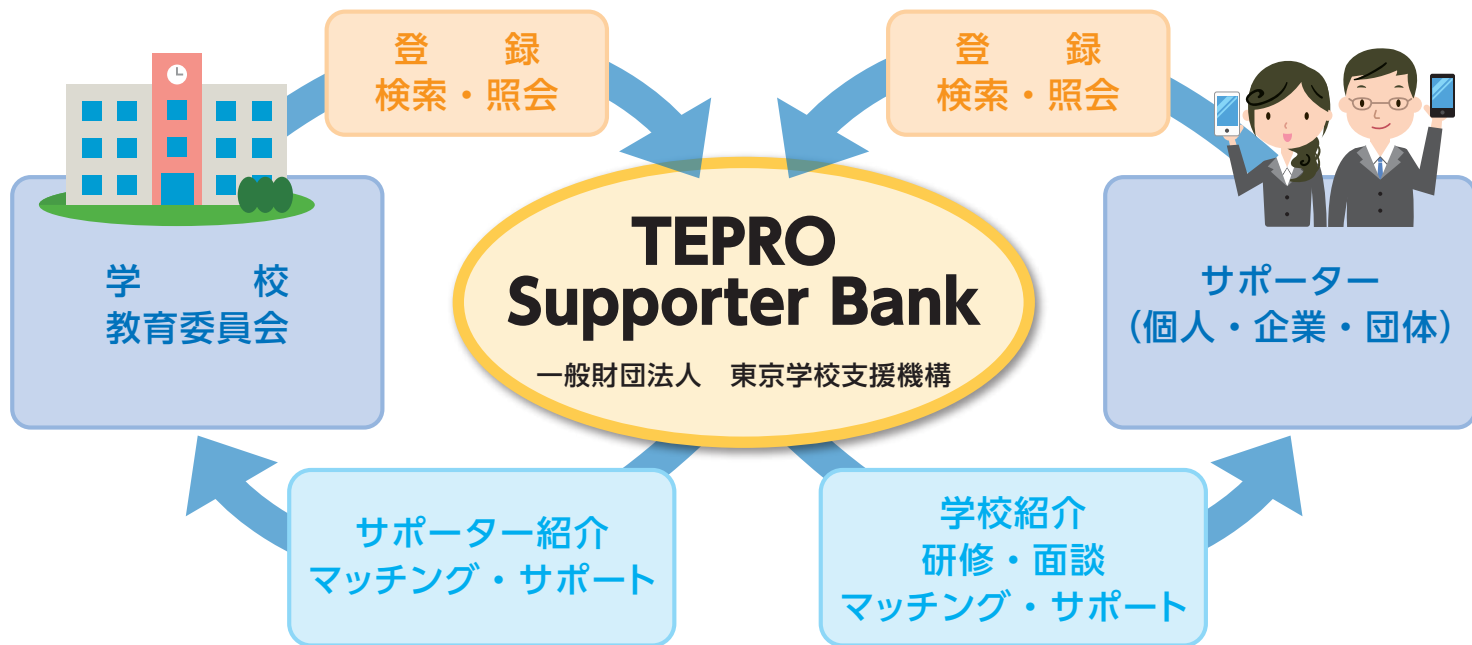 登　録
検索・照会
登　録
検索・照会
学　校
教育委員会
TEPRO
Supporter Bank
一般財団法人　東京学校支援機構
サポーター
（個人・企業・団体）
サポーター紹介
マッチング・サポート
学校紹介
研修・面談
マッチング・サポート